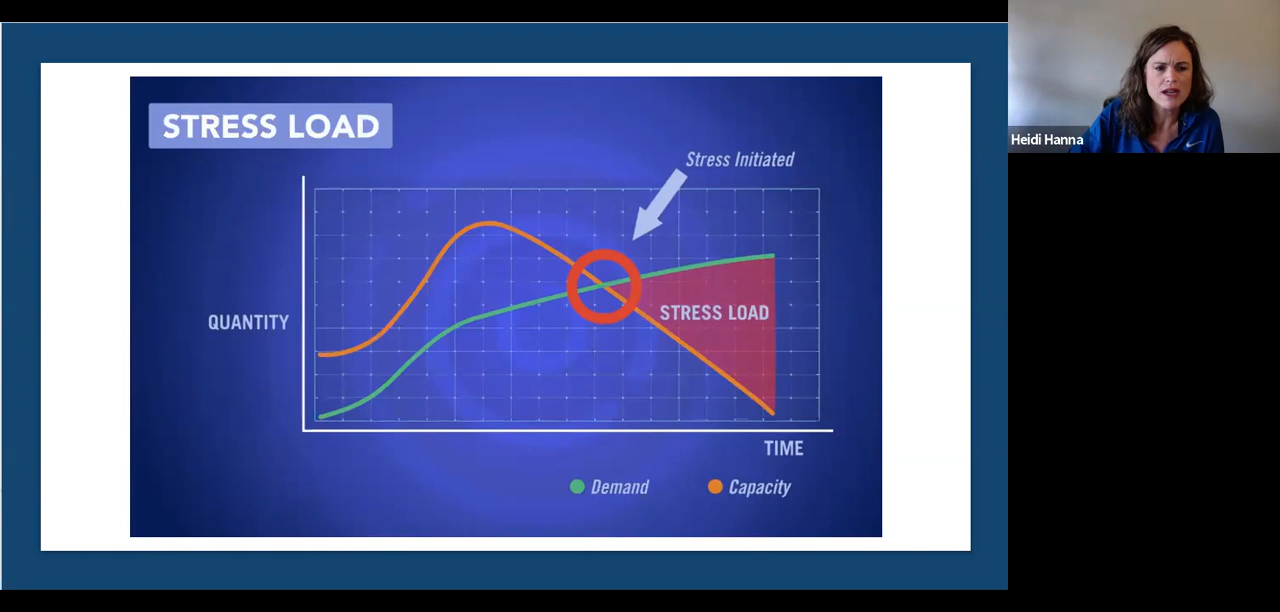 STRESS LOAD
Stress Initiated
QUANTITY
STRESS LOAD
TIME
Demand
Capacity
Heidi Hanna